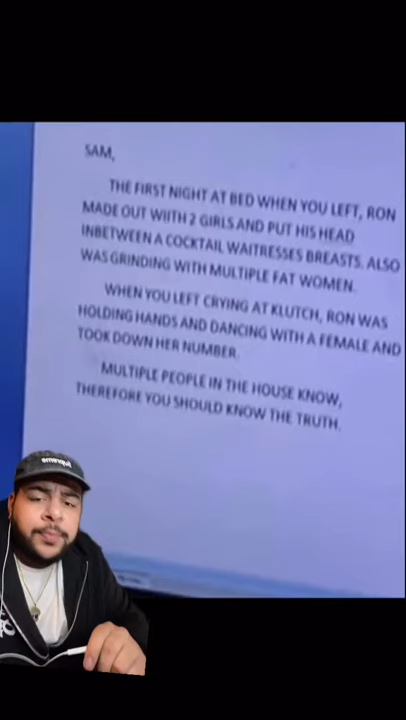 SAM,
THE FIRST NIGHT AT BED WHEN YOU LEFT, RON
MADE OUT WIITH 2 GIRLS AND PUT HIS HEAD
INBETWEEN A COCKTAIL WAITRESSES BREASTS. ALSO
WAS GRINDING WITH MULTIPLE FAT WOMEN.
WHEN YOU LEFT CRYING AT KLUTCH, RON WAS
HOLDING HANDS AND DANCING WITH A FEMALE AND
TOOK DOWN HER NUMBER.
MULTIPLE PEOPLE IN THE HOUSE KNOW,
THEREFORE YOU SHOULD KNOW THE TRUTH.